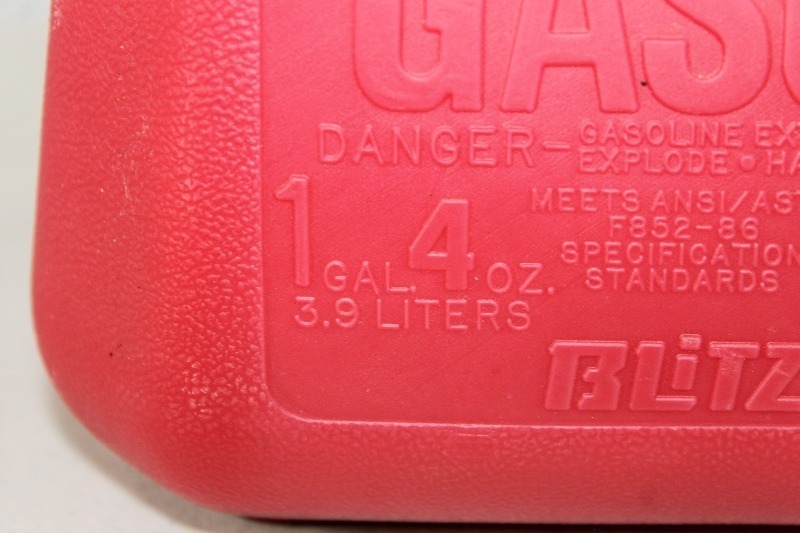 GAS
DANGER- GASOLINE EX
EXPLODE • HA
1 GAL. 4 OZ.
3.9 LITERS
MEETS ANSI/AST
F852-86
SPECIFICATION
STANDARDS
BLiTZ